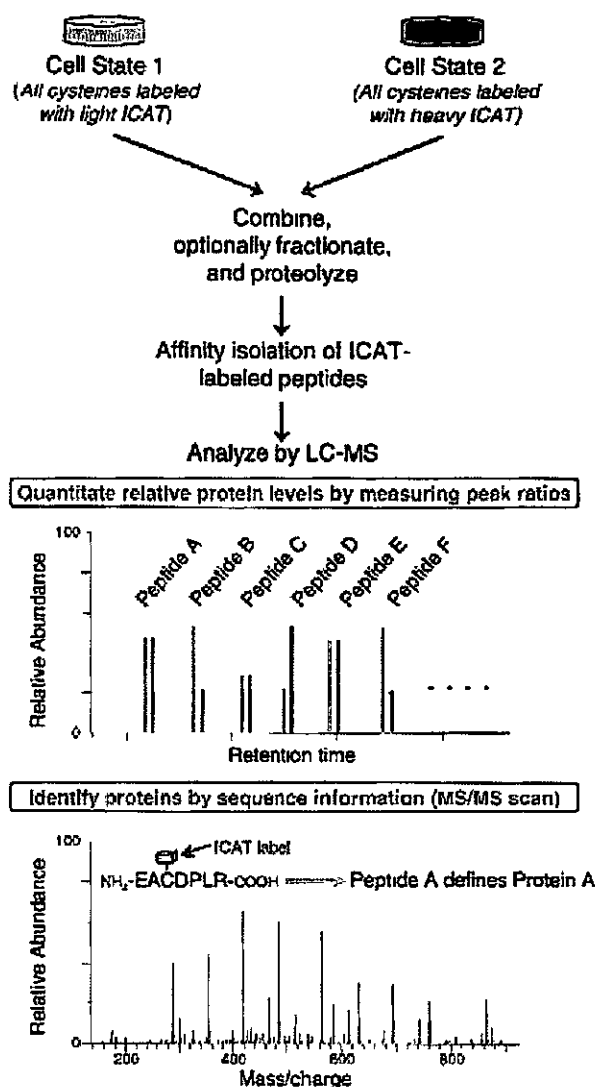 Cell State 1
(All cysteines labeled
with light ICAT)
Cell State 2
(All cysteines labeled
with heavy ICAT)
Combine,
optionally fractionate,
and proteolyze
Affinity isolation of ICAT-
labeled peptides
Analyze by LC-MS
Quantitate relative protein levels by measuring peak ratios
100
Relative Abundance
0
Peptide A
Peptide B
Peptide C
Peptide D
Peptide E
Peptide F
Retention time
Identify proteins by sequence information (MS/MS scan)
100
Relative Abundance
0
ICAT label
NH₂-EACDPLR-COOH Peptide A defines Protein A
200 400 600 800
Mass/charge